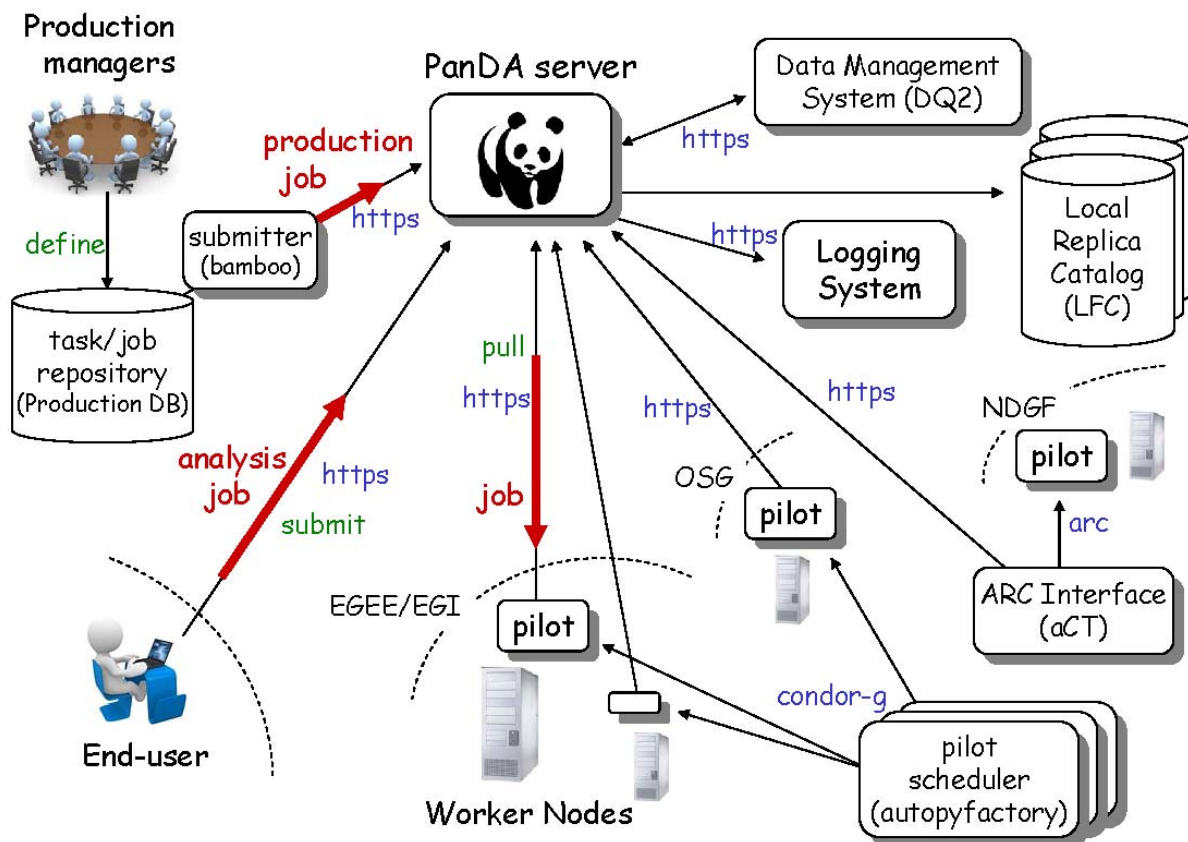 Production
managers
PanDA server
Data Management
System (DQ2)
https
production
job
https
define
submitter
(bamboo)
https
Logging
System
Local
Replica
Catalog
(LFC)
task/job
repository
(Production DB)
pull
https
https
https
NDGF
pilot
analysis
job
https
submit
job
OSG
pilot
arc
EGEE/EGI
pilot
ARC Interface
(aCT)
condor-g
End-user
Worker Nodes
pilot
scheduler
(autopyfactory)